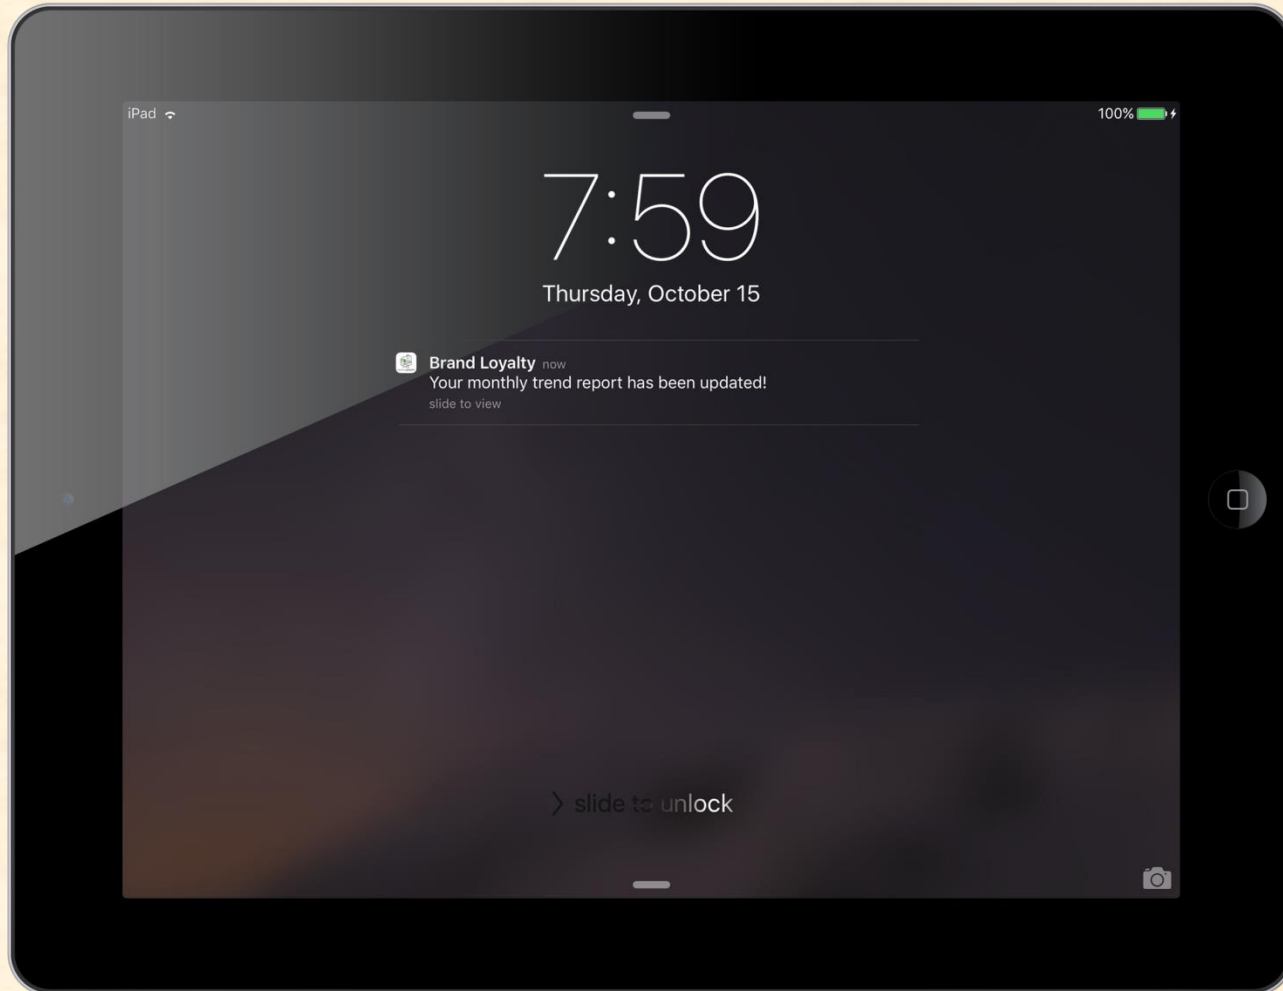 iPad
100%
7:59
Thursday, October 15
Brand Loyalty now
Your monthly trend report has been updated!
slide to view
slide to unlock